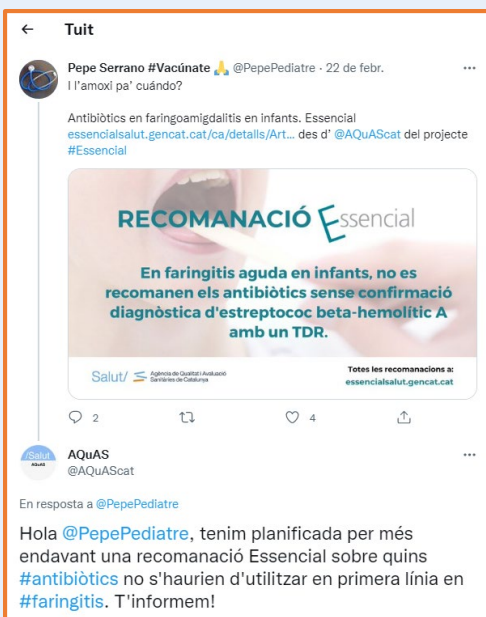 ← Tuit
Pepe Serrano #Vacúnate 🙏 @PepePediatre · 22 de febr.
I l'amoxi pa' cuándo?
Antibiòtics en faringoamigdalitis en infants. Essencial
essencialsalut.gencat.cat/ca/details/Art... des d' @AQuAScat del projecte
#Essencial
RECOMANACIÓ Essencial
En faringitis aguda en infants, no es
recomanen els antibiòtics sense confirmació
diagnòstica d'estreptococ beta-hemolític A
amb un TDR.
Salut/ Agència de Qualitat i Avaluació
Sanitàries de Catalunya
Totes les recomanacions a:
essencialsalut.gencat.cat
2 4
/Salut
AQuAS
AQuAS
@AQuAScat
En resposta a @PepePediatre
Hola @PepePediatre, tenim planificada per més
endavant una recomanació Essencial sobre quins
#antibiòtics no s'haurien d'utilitzar en primera línia en
#faringitis. T'informem!